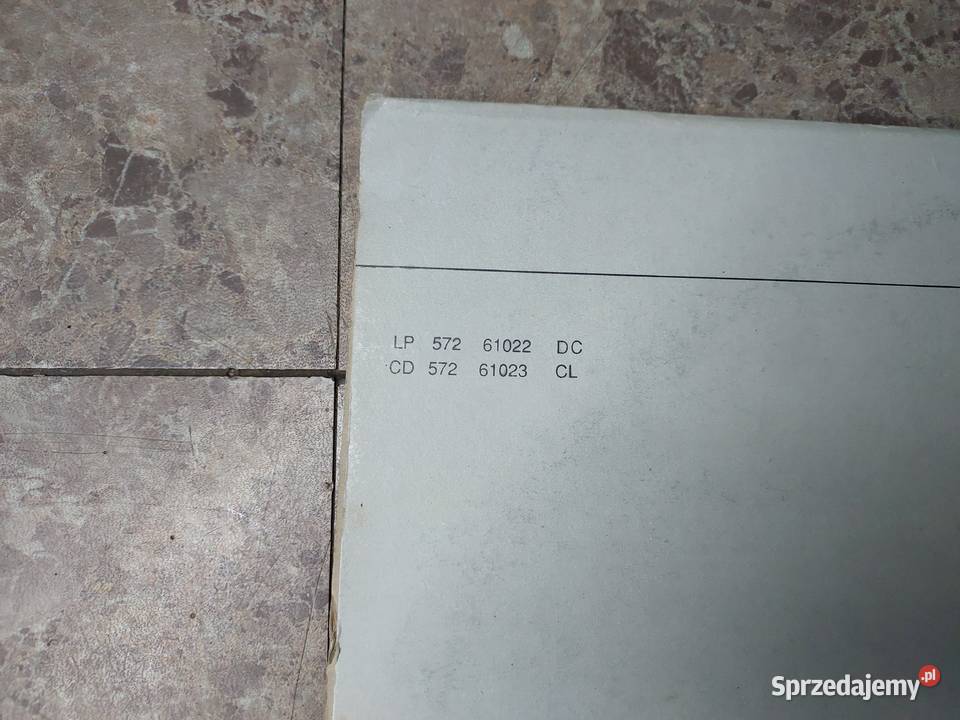 LP 572 61022 DC
CD 572 61023 CL
Sprzedajemy.pl